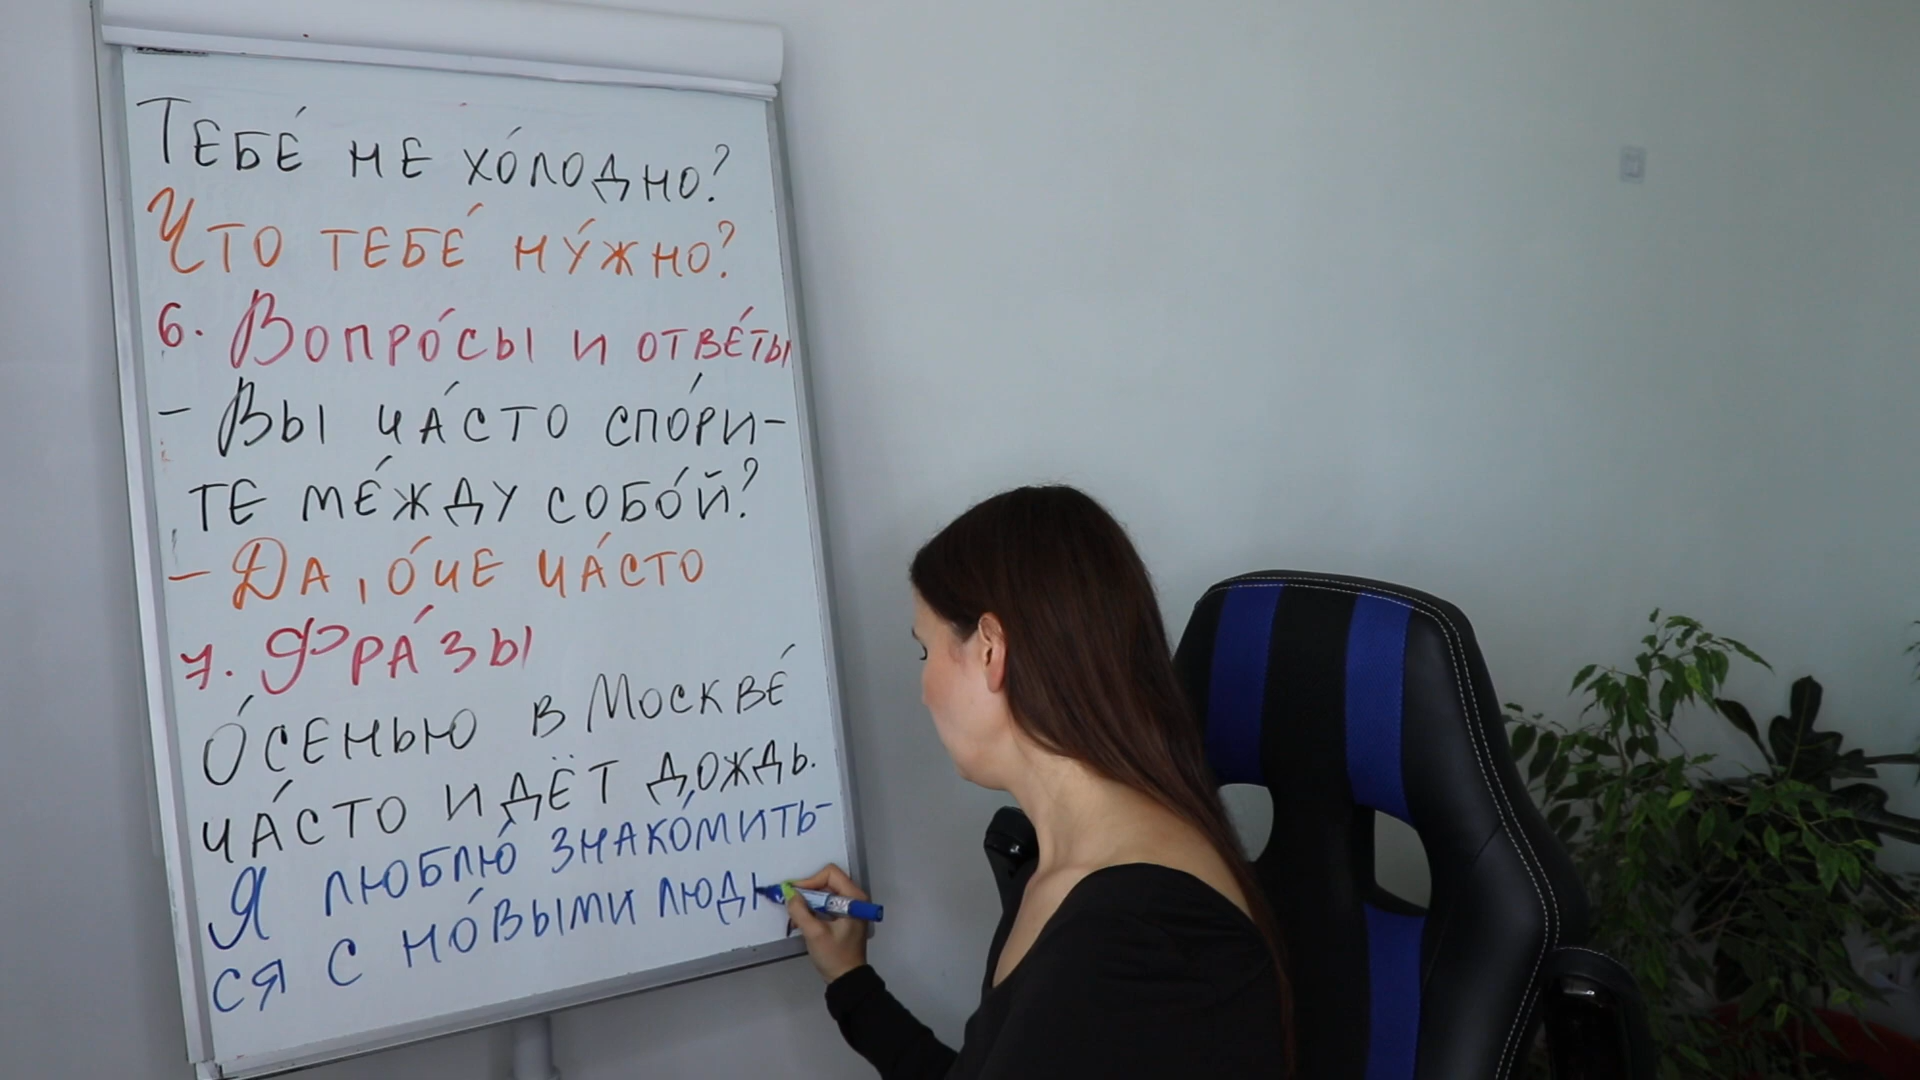 Тебе́ не хо́лодно?
Что тебе́ ну́жно?
6. Вопро́сы и отве́ты
- Вы ча́сто спо́ри-
те ме́жду собо́й?
- Да, о́че ча́сто
7. Фра́зы
О́сенью в Москве́
ча́сто идёт дождь.
Я люблю́ знако́мить-
ся с но́выми